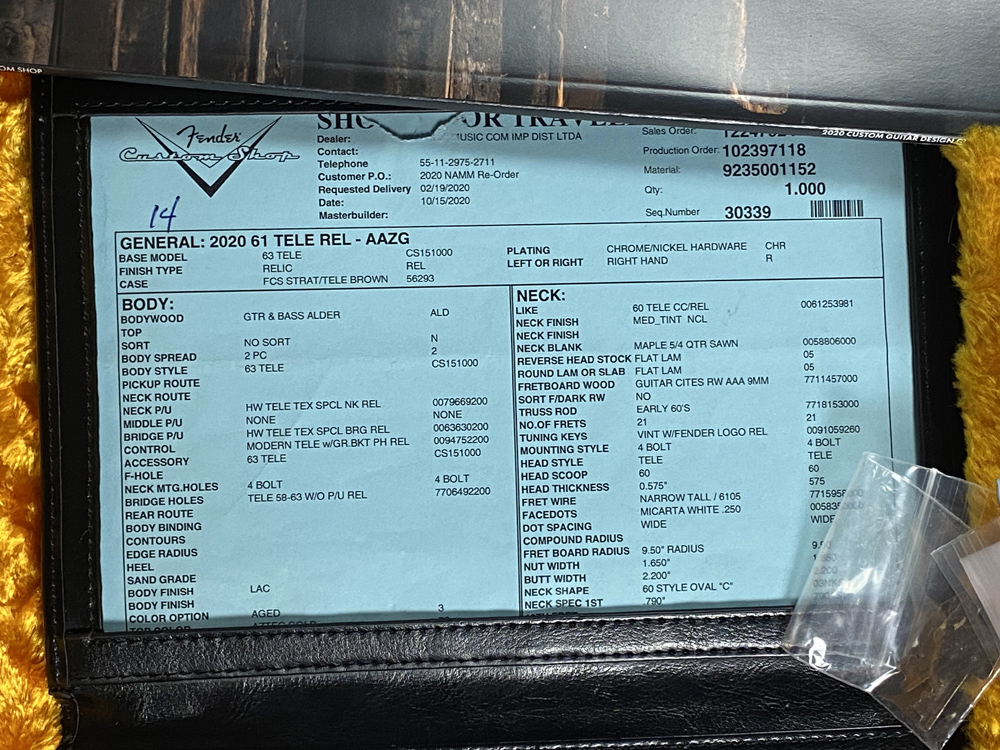 OM SHOP
2020 CUSTOM GUITAR DESIGN
Fender
Custom Shop
14
Dealer: USIC COM IMP DIST LTDA
Contact:
Telephone 55-11-2975-2711
Customer P.O.: 2020 NAMM Re-Order
Requested Delivery 02/19/2020
Date: 10/15/2020
Masterbuilder:
Sales Order:
Production Order: 102397118
Material: 9235001152
Qty: 1.000
Seq.Number 30339
GENERAL: 2020 61 TELE REL - AAZG
BASE MODEL 63 TELE CS151000
FINISH TYPE RELIC REL
CASE FCS STRAT/TELE BROWN 56293
PLATING CHROME/NICKEL HARDWARE CHR
LEFT OR RIGHT RIGHT HAND R
BODY:
BODYWOOD GTR & BASS ALDER ALD
TOP
SORT NO SORT N
BODY SPREAD 2 PC 2
BODY STYLE 63 TELE CS151000
PICKUP ROUTE
NECK ROUTE
NECK P/U HW TELE TEX SPCL NK REL 0079669200
MIDDLE P/U NONE NONE
BRIDGE P/U HW TELE TEX SPCL BRG REL 0063630200
CONTROL MODERN TELE w/GR.BKT PH REL 0094752200
ACCESSORY 63 TELE CS151000
F-HOLE
NECK MTG.HOLES 4 BOLT 4 BOLT
BRIDGE HOLES TELE 58-63 W/O P/U REL 7706492200
REAR ROUTE
BODY BINDING
CONTOURS
EDGE RADIUS
HEEL
SAND GRADE
BODY FINISH LAC
BODY FINISH
COLOR OPTION AGED 3
NECK:
LIKE 60 TELE CC/REL 0061253981
NECK FINISH MED_TINT NCL
NECK FINISH
NECK BLANK MAPLE 5/4 QTR SAWN 0058806000
REVERSE HEAD STOCK FLAT LAM 05
ROUND LAM OR SLAB FLAT LAM 05
FRETBOARD WOOD GUITAR CITES RW AAA 9MM 7711457000
SORT F/DARK RW NO
TRUSS ROD EARLY 60'S 7718153000
NO.OF FRETS 21 21
TUNING KEYS VINT W/FENDER LOGO REL 0091059260
MOUNTING STYLE 4 BOLT 4 BOLT
HEAD STYLE TELE TELE
HEAD SCOOP 60 60
HEAD THICKNESS 0.575" 575
FRET WIRE NARROW TALL / 6105
FACEDOTS MICARTA WHITE .250
DOT SPACING WIDE WIDE
COMPOUND RADIUS
FRET BOARD RADIUS 9.50" RADIUS
NUT WIDTH 1.650"
BUTT WIDTH 2.200"
NECK SHAPE 60 STYLE OVAL "C"
NECK SPEC 1ST .790"